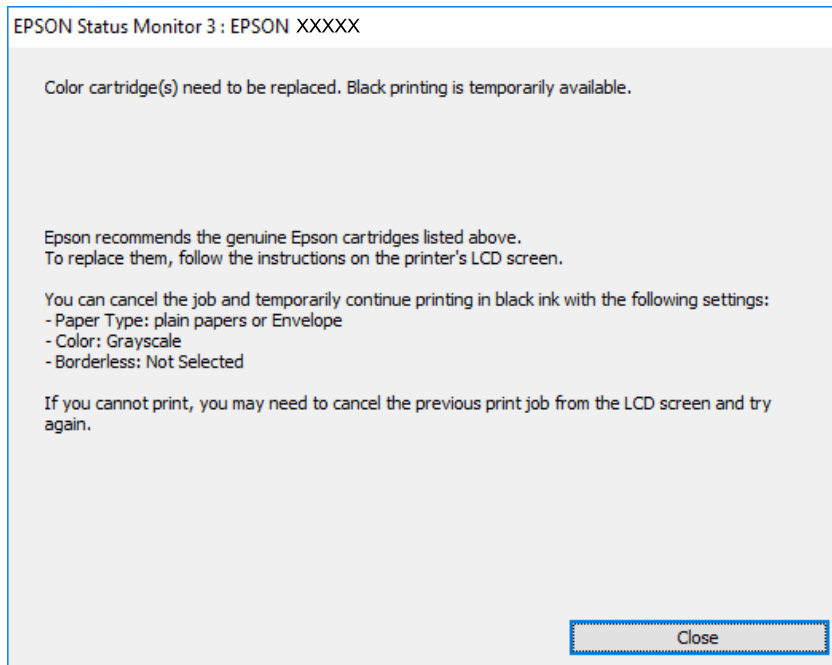 EPSON Status Monitor 3 : EPSON XXXXX
Color cartridge(s) need to be replaced. Black printing is temporarily available.
Epson recommends the genuine Epson cartridges listed above.
To replace them, follow the instructions on the printer's LCD screen.
You can cancel the job and temporarily continue printing in black ink with the following settings:
- Paper Type: plain papers or Envelope
- Color: Grayscale
- Borderless: Not Selected
If you cannot print, you may need to cancel the previous print job from the LCD screen and try
again.
Close